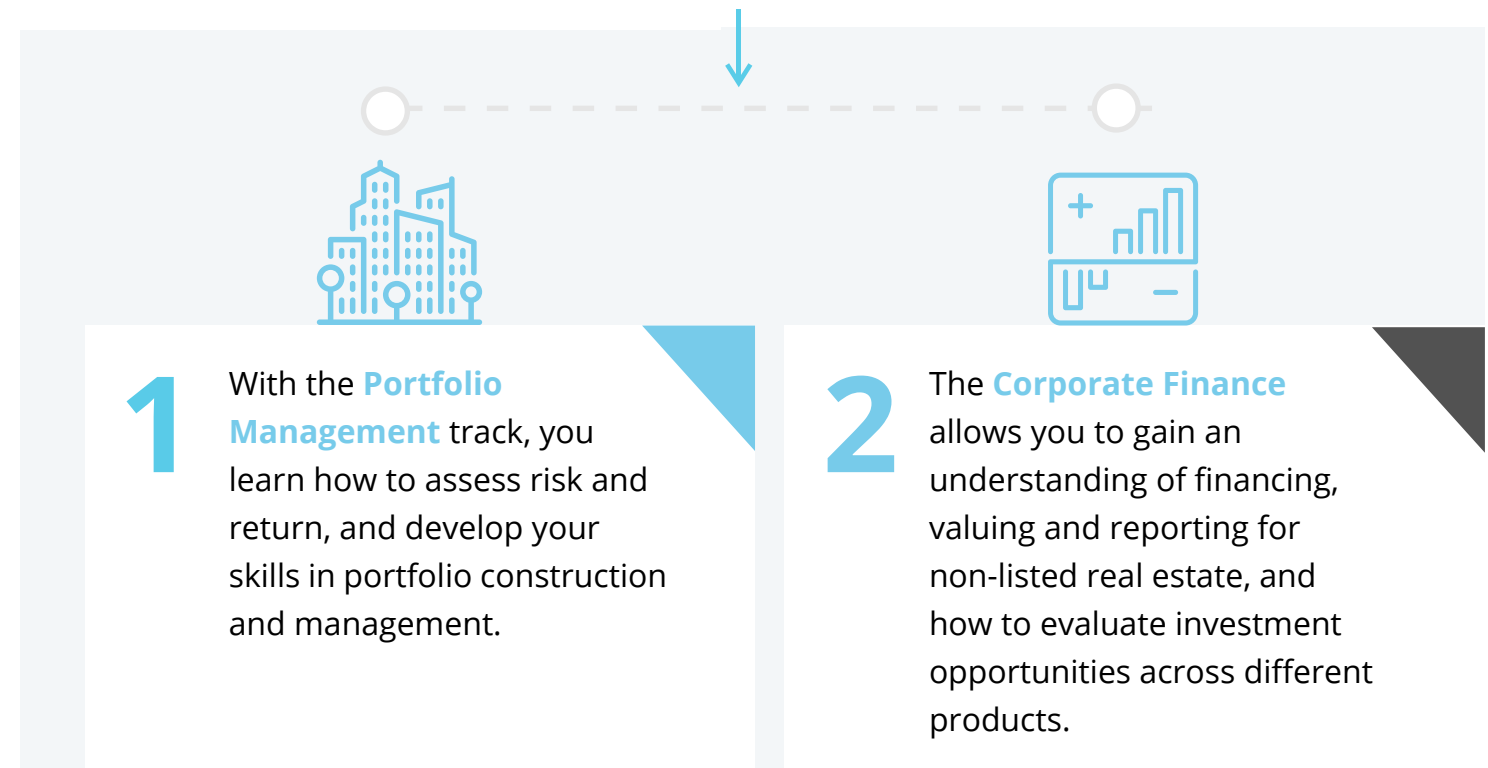 1
With the Portfolio
Management track, you
learn how to assess risk and
return, and develop your
skills in portfolio construction
and management.
2
The Corporate Finance
allows you to gain an
understanding of financing,
valuing and reporting for
non-listed real estate, and
how to evaluate investment
opportunities across different
products.